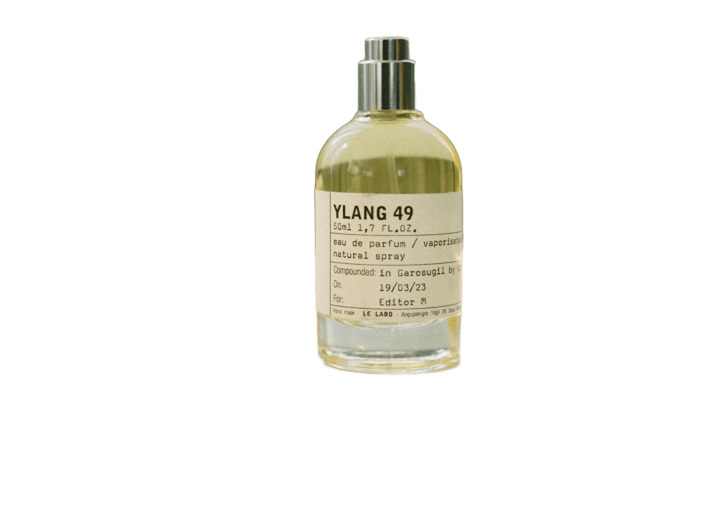 YLANG 49
50ml 1,7 FL.OZ.
eau de parfum /
natural spray
Compounded: in Garosugil by
On: 19/03/23
For: Editor M
LE LABO